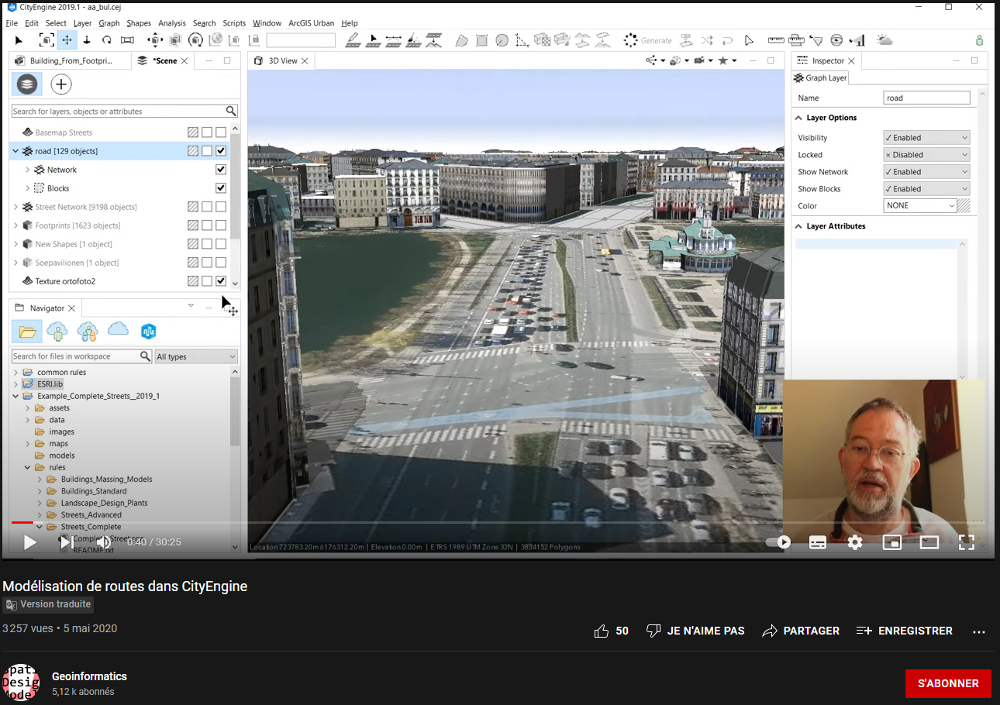 CityEngine 2019.1 - aa_bul.cej
File Edit Select Layer Graph Shapes Analysis Search Scripts Window ArcGIS Urban Help
Generate
Building_From_Footpri...
*Scene
3D View
Inspector
Graph Layer
Search for layers, objects or attributes
Basemap Streets
road [129 objects]
Network
Blocks
Street Network [9198 objects]
Footprints [1623 objects]
New Shapes [1 object]
Soepavilionen [1 object]
Texture ortofoto2
Name road
Layer Options
Visibility ✓ Enabled
Locked × Disabled
Show Network ✓ Enabled
Show Blocks ✓ Enabled
Color NONE
Layer Attributes
Navigator
Search for files in workspace All types
common rules
ESRI.lib
Example_Complete_Streets__2019_1
assets
data
images
maps
models
rules
Buildings_Massing_Models
Buildings_Standard
Landscape_Design_Plants
Streets_Advanced
Streets_Complete
Complete_Street.cga
README.txt
0:40 / 30:25
Location 723783.20m 6176312.20m | Elevation 0.00m | ETRS 1989 UTM Zone 32N | 3834152 Polygons
Modélisation de routes dans CityEngine
Version traduite
3 257 vues • 5 mai 2020
50 JE N'AIME PAS PARTAGER ENREGISTRER
Spati
Desig
Model
Geoinformatics
5,12 k abonnés
S'ABONNER